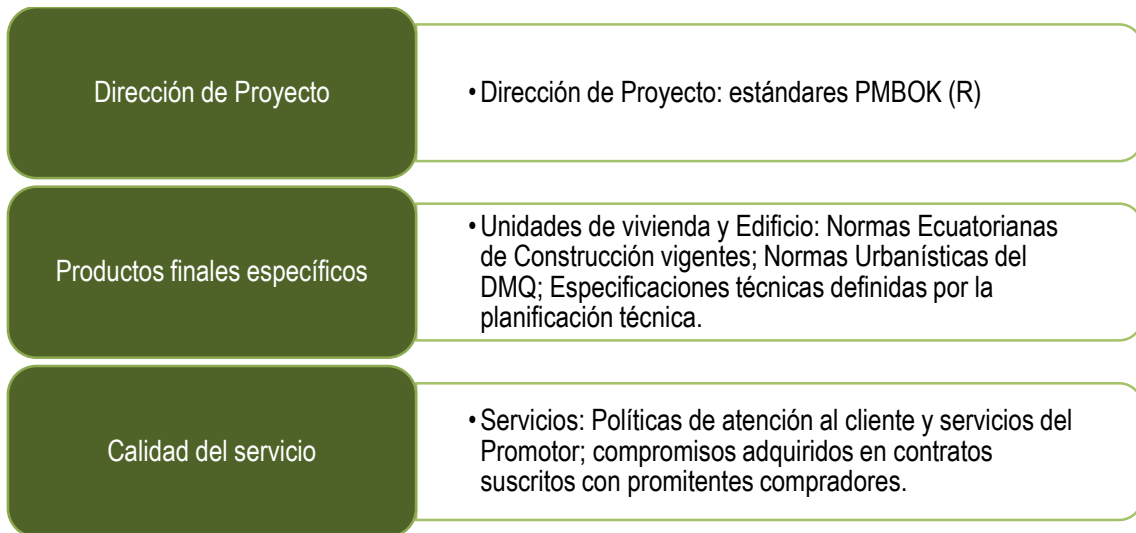 Dirección de Proyecto
•Dirección de Proyecto: estándares PMBOK (R)
Productos finales específicos
•Unidades de vivienda y Edificio: Normas Ecuatorianas
de Construcción vigentes; Normas Urbanísticas del
DMQ; Especificaciones técnicas definidas por la
planificación técnica.
Calidad del servicio
•Servicios: Políticas de atención al cliente y servicios del
Promotor; compromisos adquiridos en contratos
suscritos con promitentes compradores.